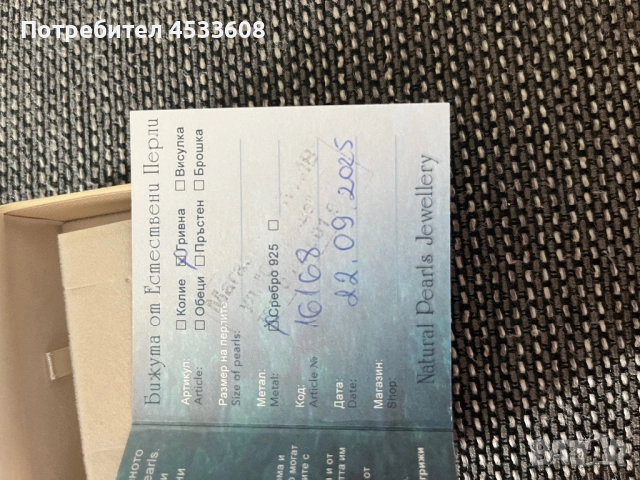 Потребител 4533608
Бижута от Естествени Перли
Артикул: Колие Гривна Висулка
Article: Обеци Пръстен Брошка
Размер на перлите
Size of pearls:
Метал: Сребро 925
Metal:
Код: 16168
Article №
Дата: 22.09.2025
Date:
Магазин:
Shop:
Natural Pearls Jewellery